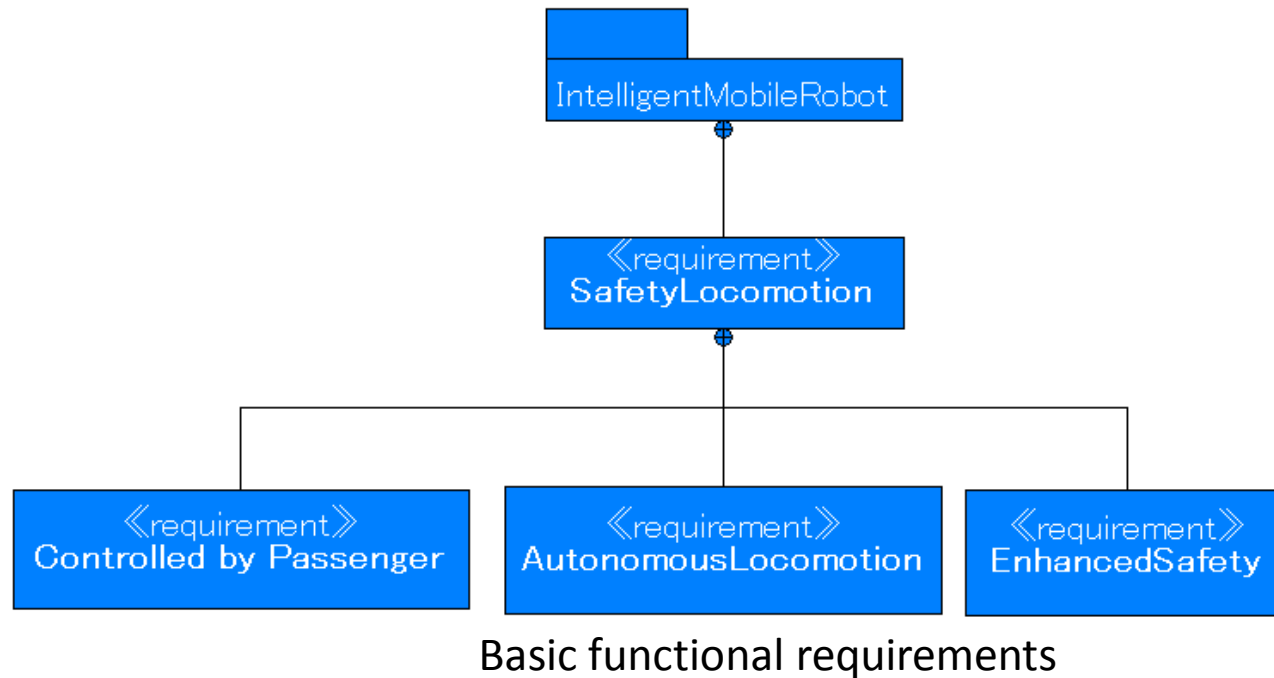 IntelligentMobileRobot
≪requirement≫
SafetyLocomotion
≪requirement≫
Controlled by Passenger
≪requirement≫
AutonomousLocomotion
≪requirement≫
EnhancedSafety
Basic functional requirements